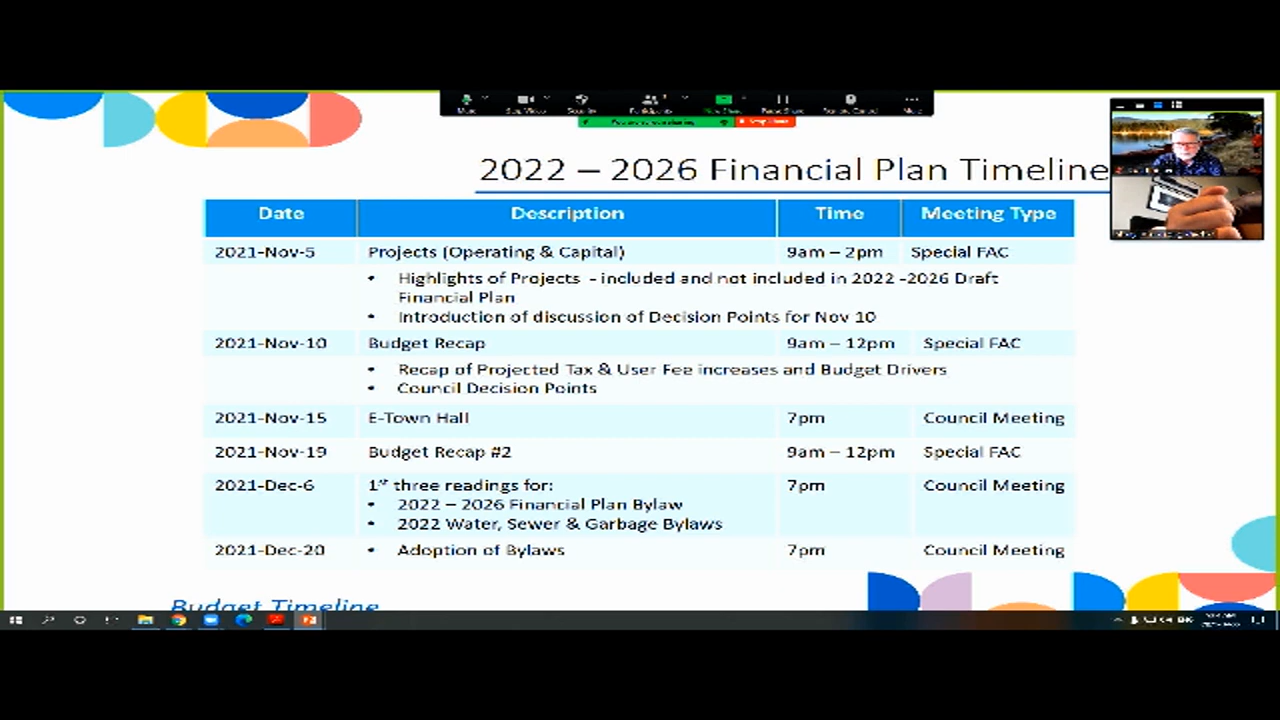 2022 – 2026 Financial Plan Timeline
Date Description Time Meeting Type
2021-Nov-5 Projects (Operating & Capital) 9am – 2pm Special FAC
• Highlights of Projects - included and not included in 2022 -2026 Draft
Financial Plan
• Introduction of discussion of Decision Points for Nov 10
2021-Nov-10 Budget Recap 9am – 12pm Special FAC
• Recap of Projected Tax & User Fee increases and Budget Drivers
• Council Decision Points
2021-Nov-15 E-Town Hall 7pm Council Meeting
2021-Nov-19 Budget Recap #2 9am – 12pm Special FAC
2021-Dec-6 1st three readings for: 7pm Council Meeting
• 2022 – 2026 Financial Plan Bylaw
• 2022 Water, Sewer & Garbage Bylaws
2021-Dec-20 • Adoption of Bylaws 7pm Council Meeting
Budget Timeline